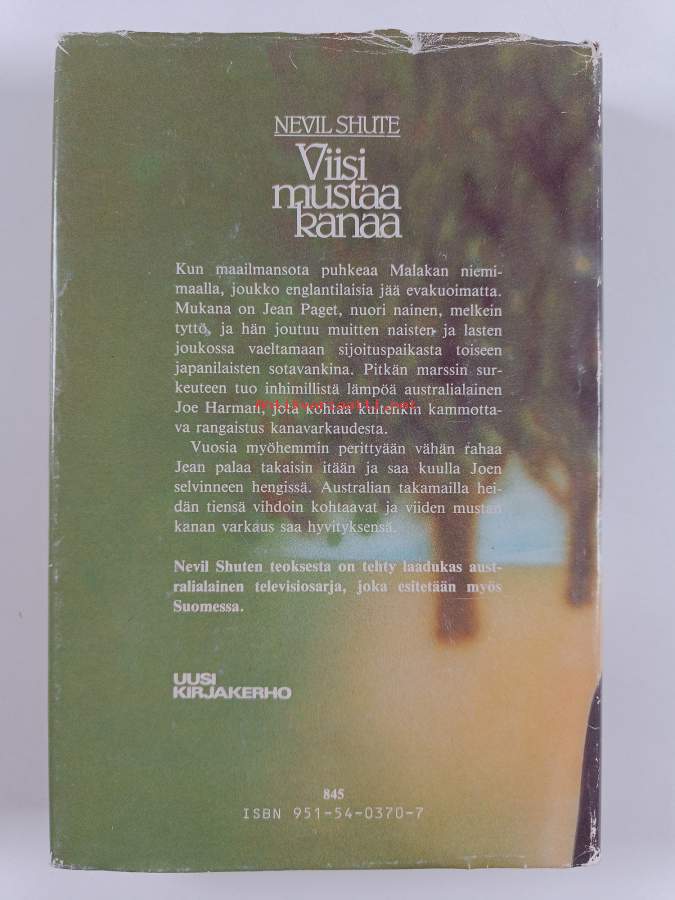 NEVIL SHUTE
Viisi
mustaa
kanaa
Kun maailmansota puhkeaa Malakan niemi-
maalla, joukko englantilaisia jää evakuoimatta.
Mukana on Jean Paget, nuori nainen, melkein
tyttö, ja hän joutuu muitten naisten ja lasten
joukossa vaeltamaan sijoituspaikasta toiseen
japanilaisten sotavankina. Pitkän marssin sur-
keuteen tuo inhimillistä lämpöä australialainen
Joe Harman, jota kohtaa kuitenkin kammotta-
va rangaistus kanavarkaudesta.
Vuosia myöhemmin perittyään vähän rahaa
Jean palaa takaisin itään ja saa kuulla Joen
selvinneen hengissä. Australian takamailla hei-
dän tiensä vihdoin kohtaavat ja viiden mustan
kanan varkaus saa hyvityksensä.
Nevil Shuten teoksesta on tehty laadukas aust-
ralialainen televisiosarja, joka esitetään myös
Suomessa.
UUSI
KIRJAKERHO
845
ISBN 951-54-0370-7